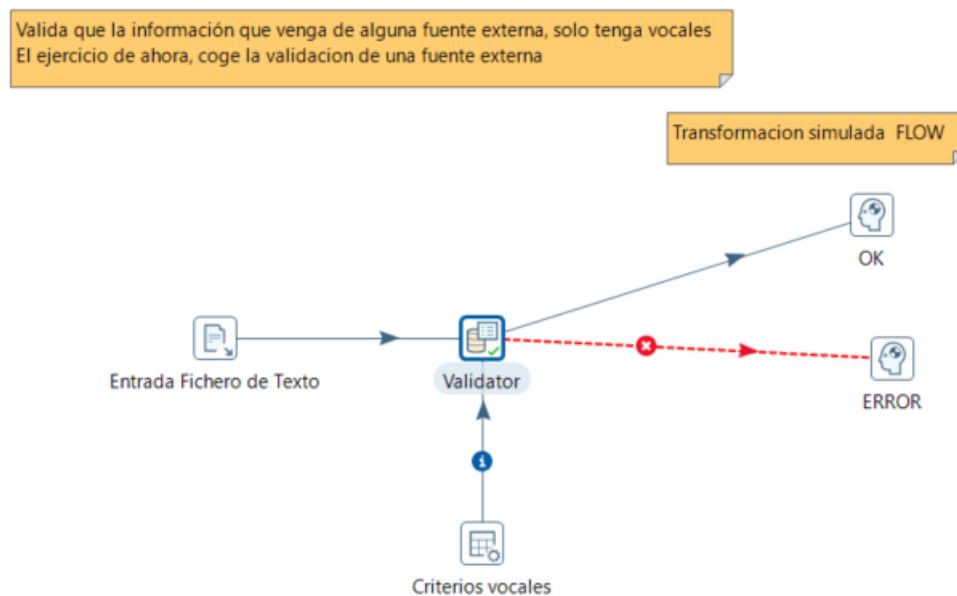 Valida que la información que venga de alguna fuente externa, solo tenga vocales
El ejercicio de ahora, coge la validacion de una fuente externa
Transformacion simulada FLOW
OK
Entrada Fichero de Texto
Validator
ERROR
Criterios vocales